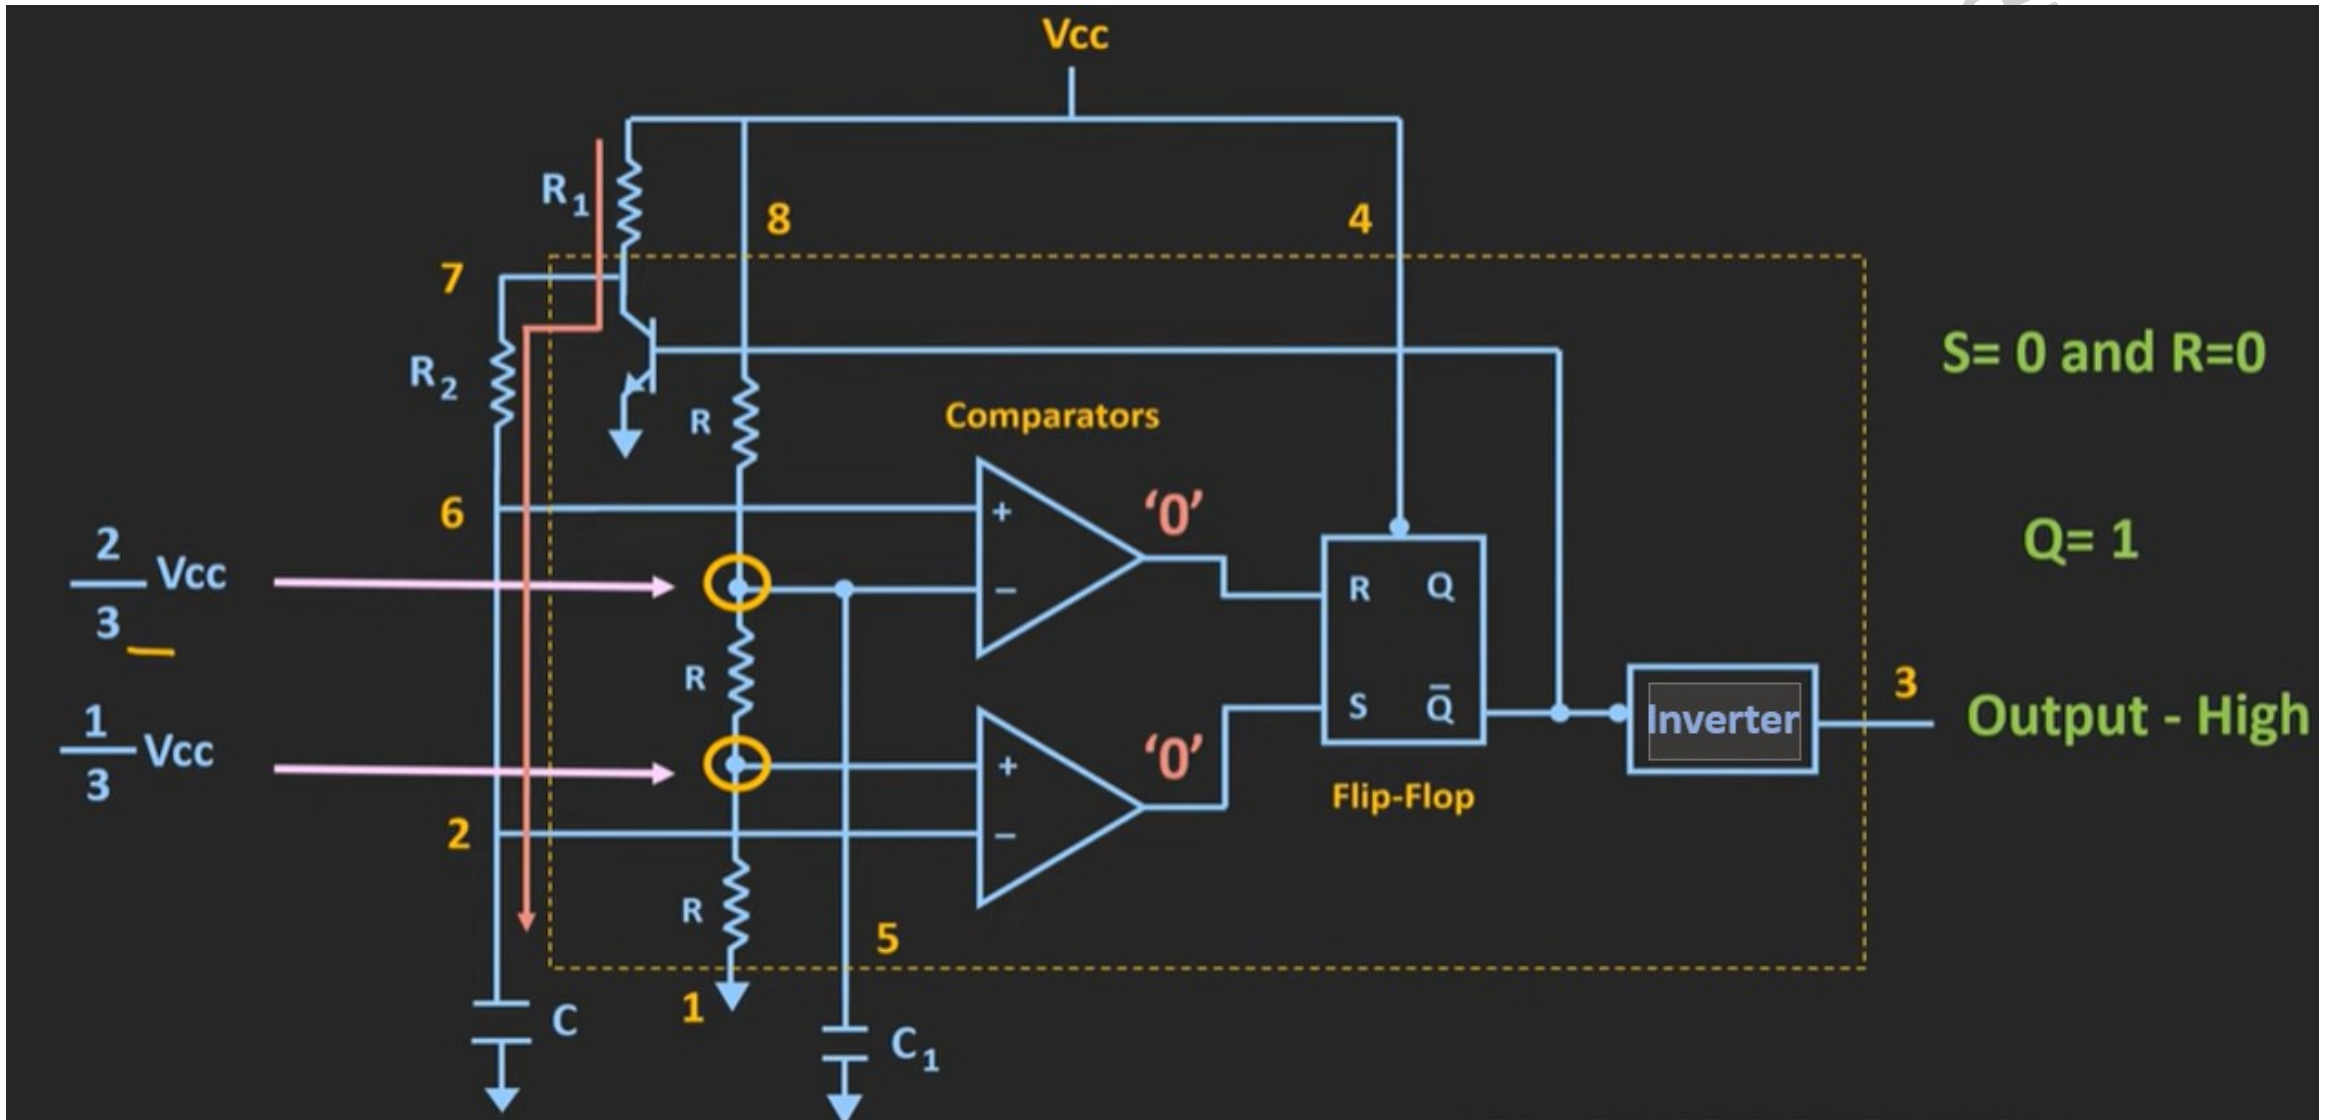 Vcc
R1
8
4
7
R2
R
Comparators
S= 0 and R=0
6
+
‘0’
2/3 Vcc
−
R Q
Q= 1
R
S Q̄
3
Inverter
Output - High
1/3 Vcc
+
‘0’
Flip-Flop
2
−
R
5
1
C
C1